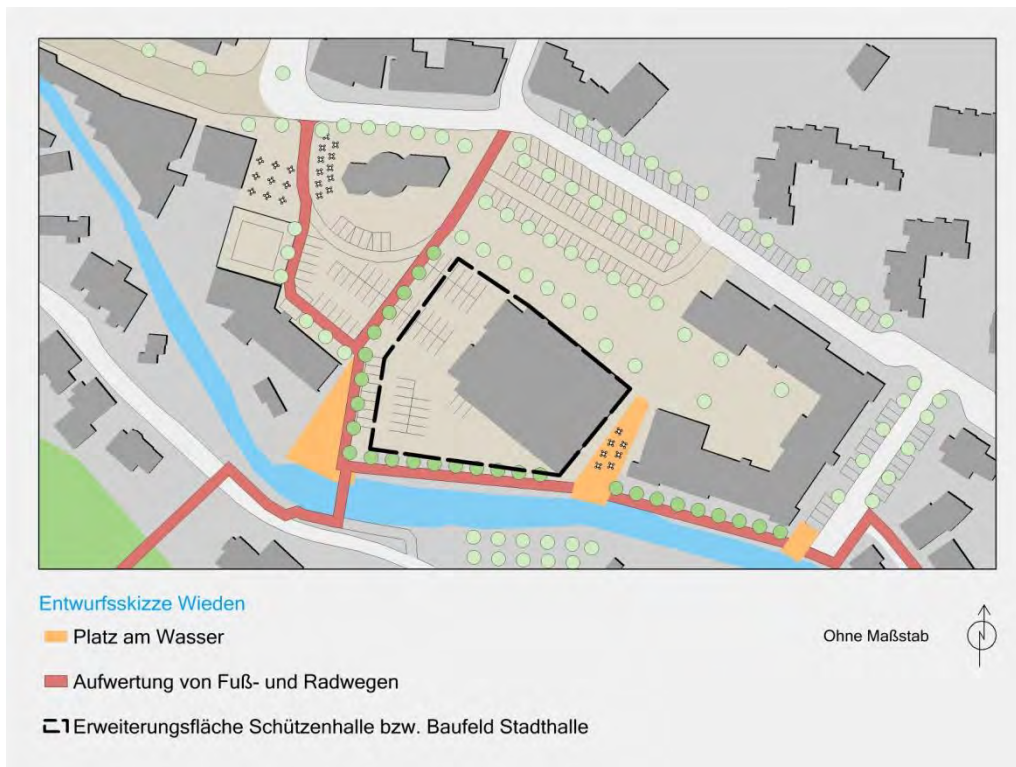 Entwurfsskizze Wieden
Platz am Wasser
Ohne Maßstab
N
Aufwertung von Fuß- und Radwegen
Erweiterungsfläche Schützenhalle bzw. Baufeld Stadthalle